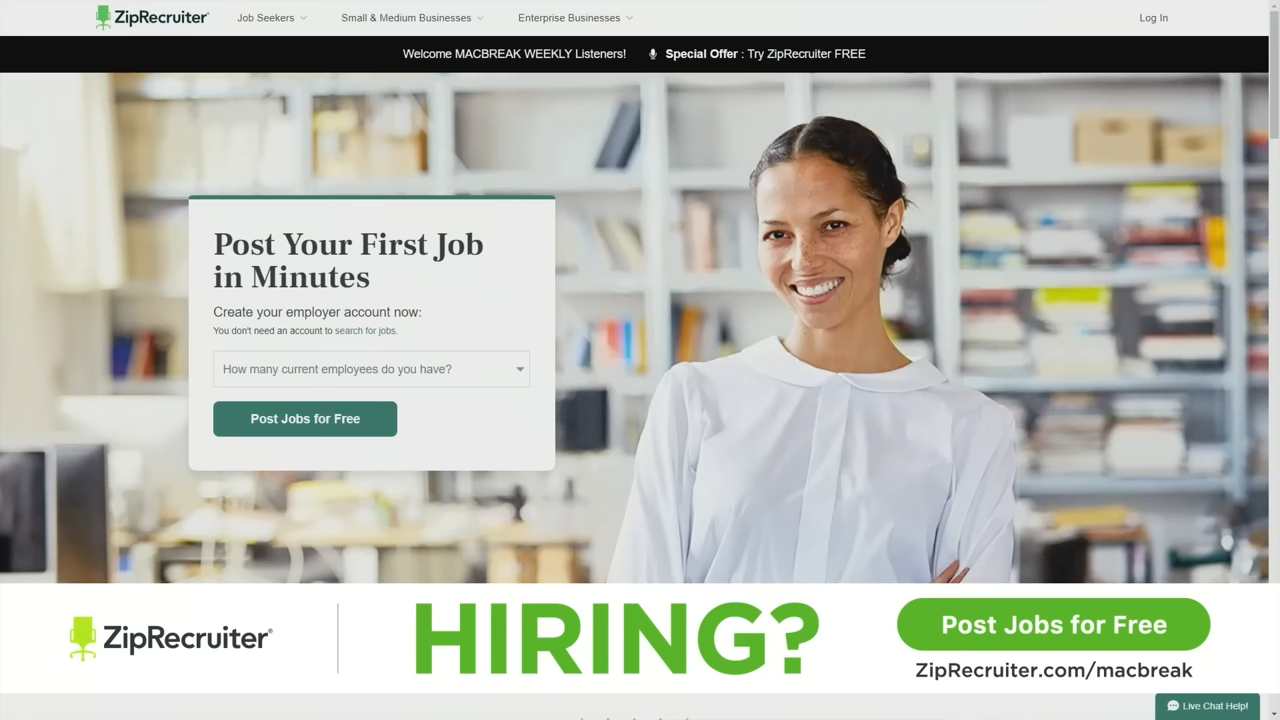 ZipRecruiter®
Job Seekers
Small & Medium Businesses
Enterprise Businesses
Log In
Welcome MACBREAK WEEKLY Listeners! Special Offer : Try ZipRecruiter FREE
Post Your First Job
in Minutes
Create your employer account now:
You don't need an account to search for jobs.
How many current employees do you have?
Post Jobs for Free
ZipRecruiter®
HIRING?
Post Jobs for Free
ZipRecruiter.com/macbreak
Live Chat Help!